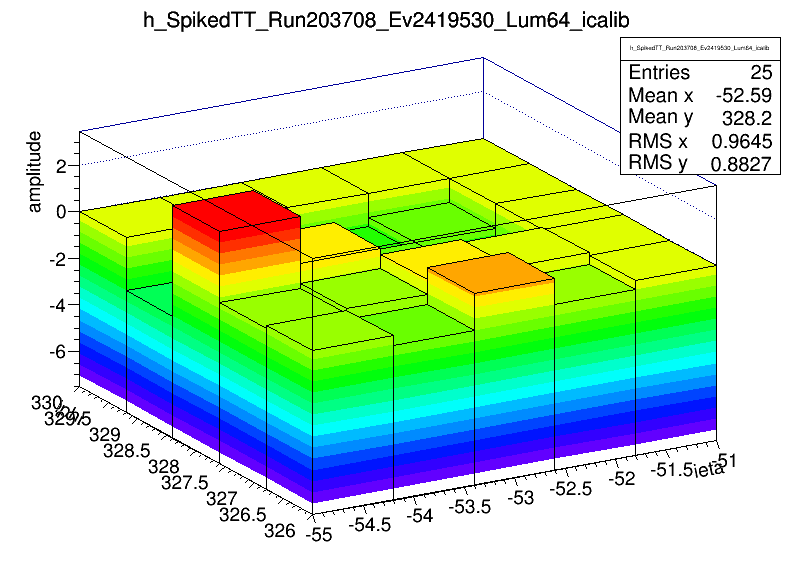 h_SpikedTT_Run203708_Ev2419530_Lum64_icalib
h_SpikedTT_Run203708_Ev2419530_Lum64_icalib
Entries 25
Mean x -52.59
Mean y 328.2
RMS x 0.9645
RMS y 0.8827
amplitude
2
0
-2
-4
-6
330
329.5
329
328.5
328
327.5
327
326.5
326
-55
-54.5
-54
-53.5
-53
-52.5
-52
-51.5
-51
ieta